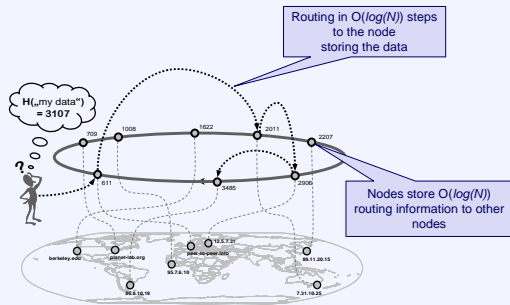 Routing in O(log(N)) steps
to the node
storing the data
H(„my data“)
= 3107
?
709
1008
1622
2011
2207
611
3485
2906
Nodes store O(log(N))
routing information to other
nodes
12.5.7.31
berkeley.edu
planet-lab.org
peer-to-peer.info
89.11.20.15
95.7.6.10
86.8.10.18
7.31.10.25